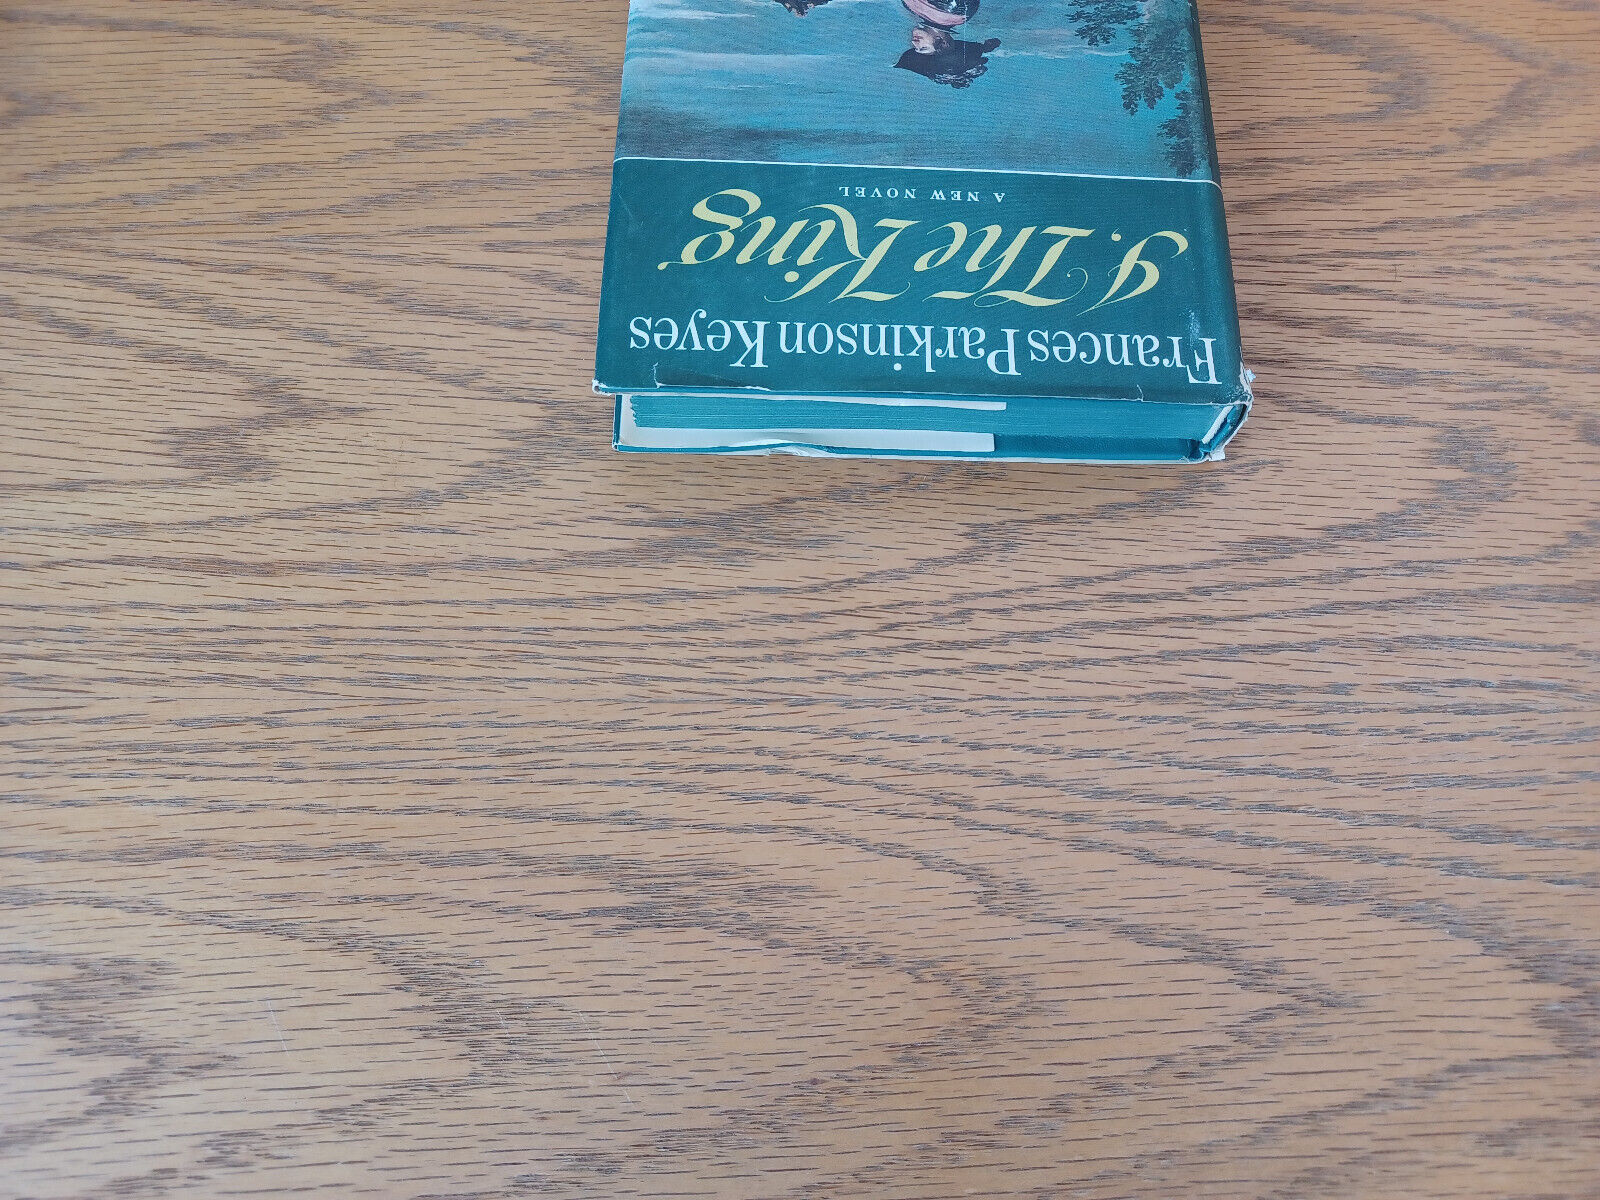 Frances Parkinson Keyes
I, The King
A NEW NOVEL